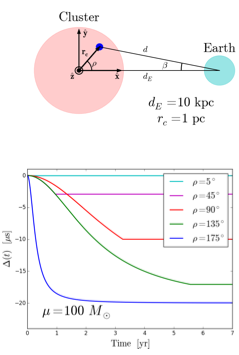 Cluster
Earth
ŷ
r_c
d
ρ
β
ẑ
x̂
d_E
d_E = 10 kpc
r_c = 1 pc
0
−5
−10
−15
−20
Δ(t) [μs]
ρ = 5°
ρ = 45°
ρ = 90°
ρ = 135°
ρ = 175°
μ = 100 M_⊙
0 1 2 3 4 5 6 7
Time [yr]